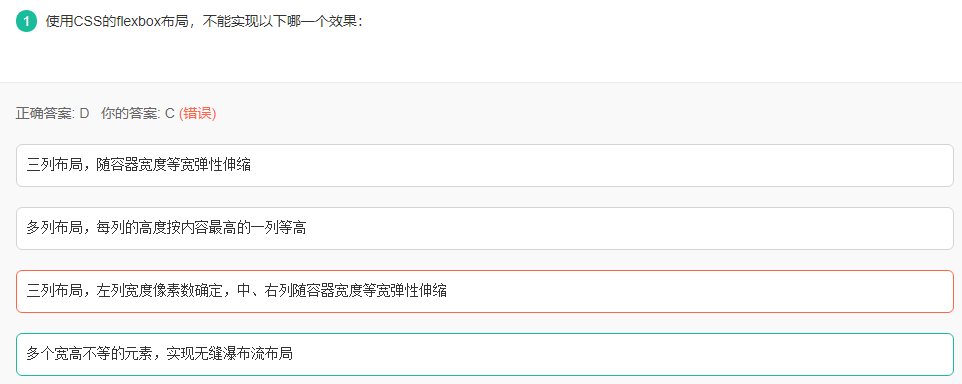 1 使用CSS的flexbox布局，不能实现以下哪一个效果：
正确答案: D 你的答案: C (错误)
三列布局，随容器宽度等宽弹性伸缩
多列布局，每列的高度按内容最高的一列等高
三列布局，左列宽度像素数确定，中、右列随容器宽度等宽弹性伸缩
多个宽高不等的元素，实现无缝瀑布流布局